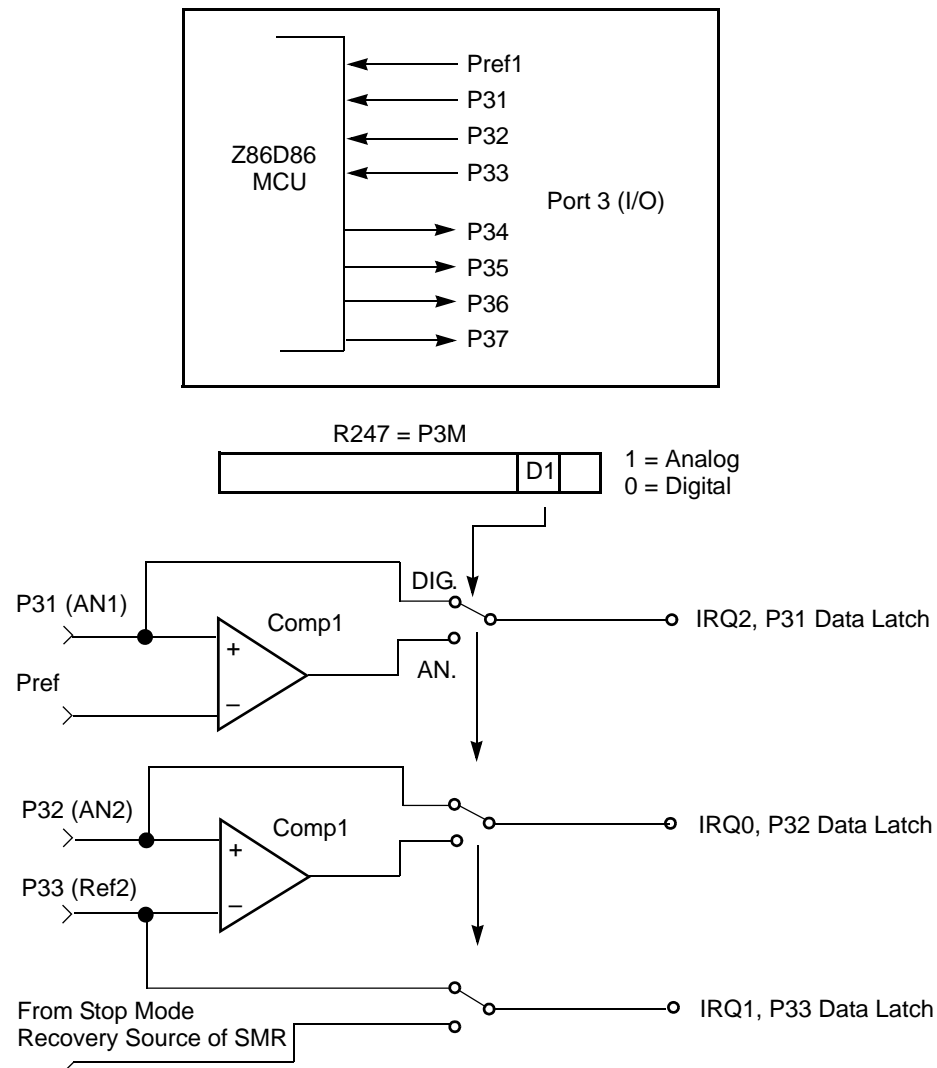 Pref1
P31
P32
P33
Z86D86
MCU
Port 3 (I/O)
P34
P35
P36
P37
R247 = P3M
D1
1 = Analog
0 = Digital
DIG.
P31 (AN1)
Comp1
IRQ2, P31 Data Latch
+
AN.
Pref
−
P32 (AN2)
Comp1
IRQ0, P32 Data Latch
+
P33 (Ref2)
−
From Stop Mode
Recovery Source of SMR
IRQ1, P33 Data Latch